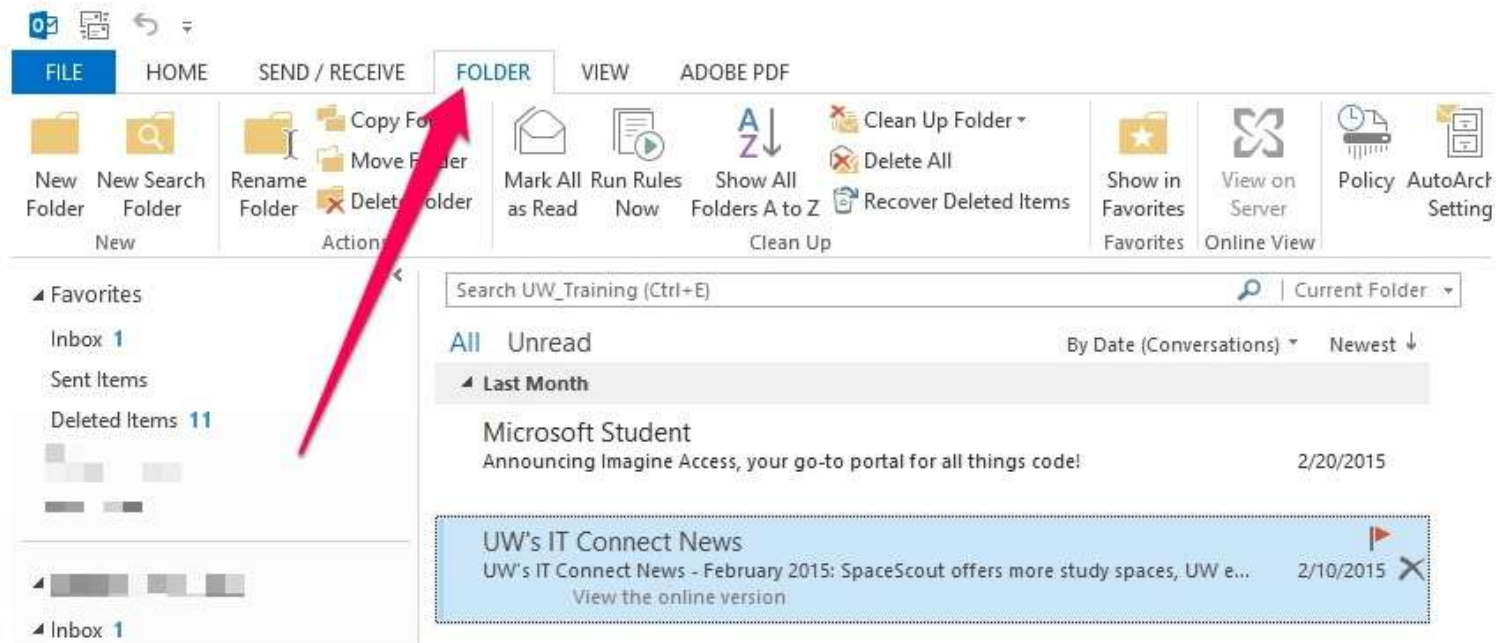 FILE HOME SEND / RECEIVE FOLDER VIEW ADOBE PDF
New Folder
New Search Folder
Rename Folder
Copy Fo
Move F lder
Delet older
Mark All as Read
Run Rules Now
Show All Folders A to Z
Clean Up Folder
Delete All
Recover Deleted Items
Show in Favorites
View on Server
Policy
AutoArch Setting
New Actions Clean Up Favorites Online View
Favorites
Inbox 1
Sent Items
Deleted Items 11
Inbox 1
Search UW_Training (Ctrl+E) Current Folder
All Unread By Date (Conversations) Newest
Last Month
Microsoft Student
Announcing Imagine Access, your go-to portal for all things code! 2/20/2015
UW's IT Connect News
UW's IT Connect News - February 2015: SpaceScout offers more study spaces, UW e... 2/10/2015
View the online version